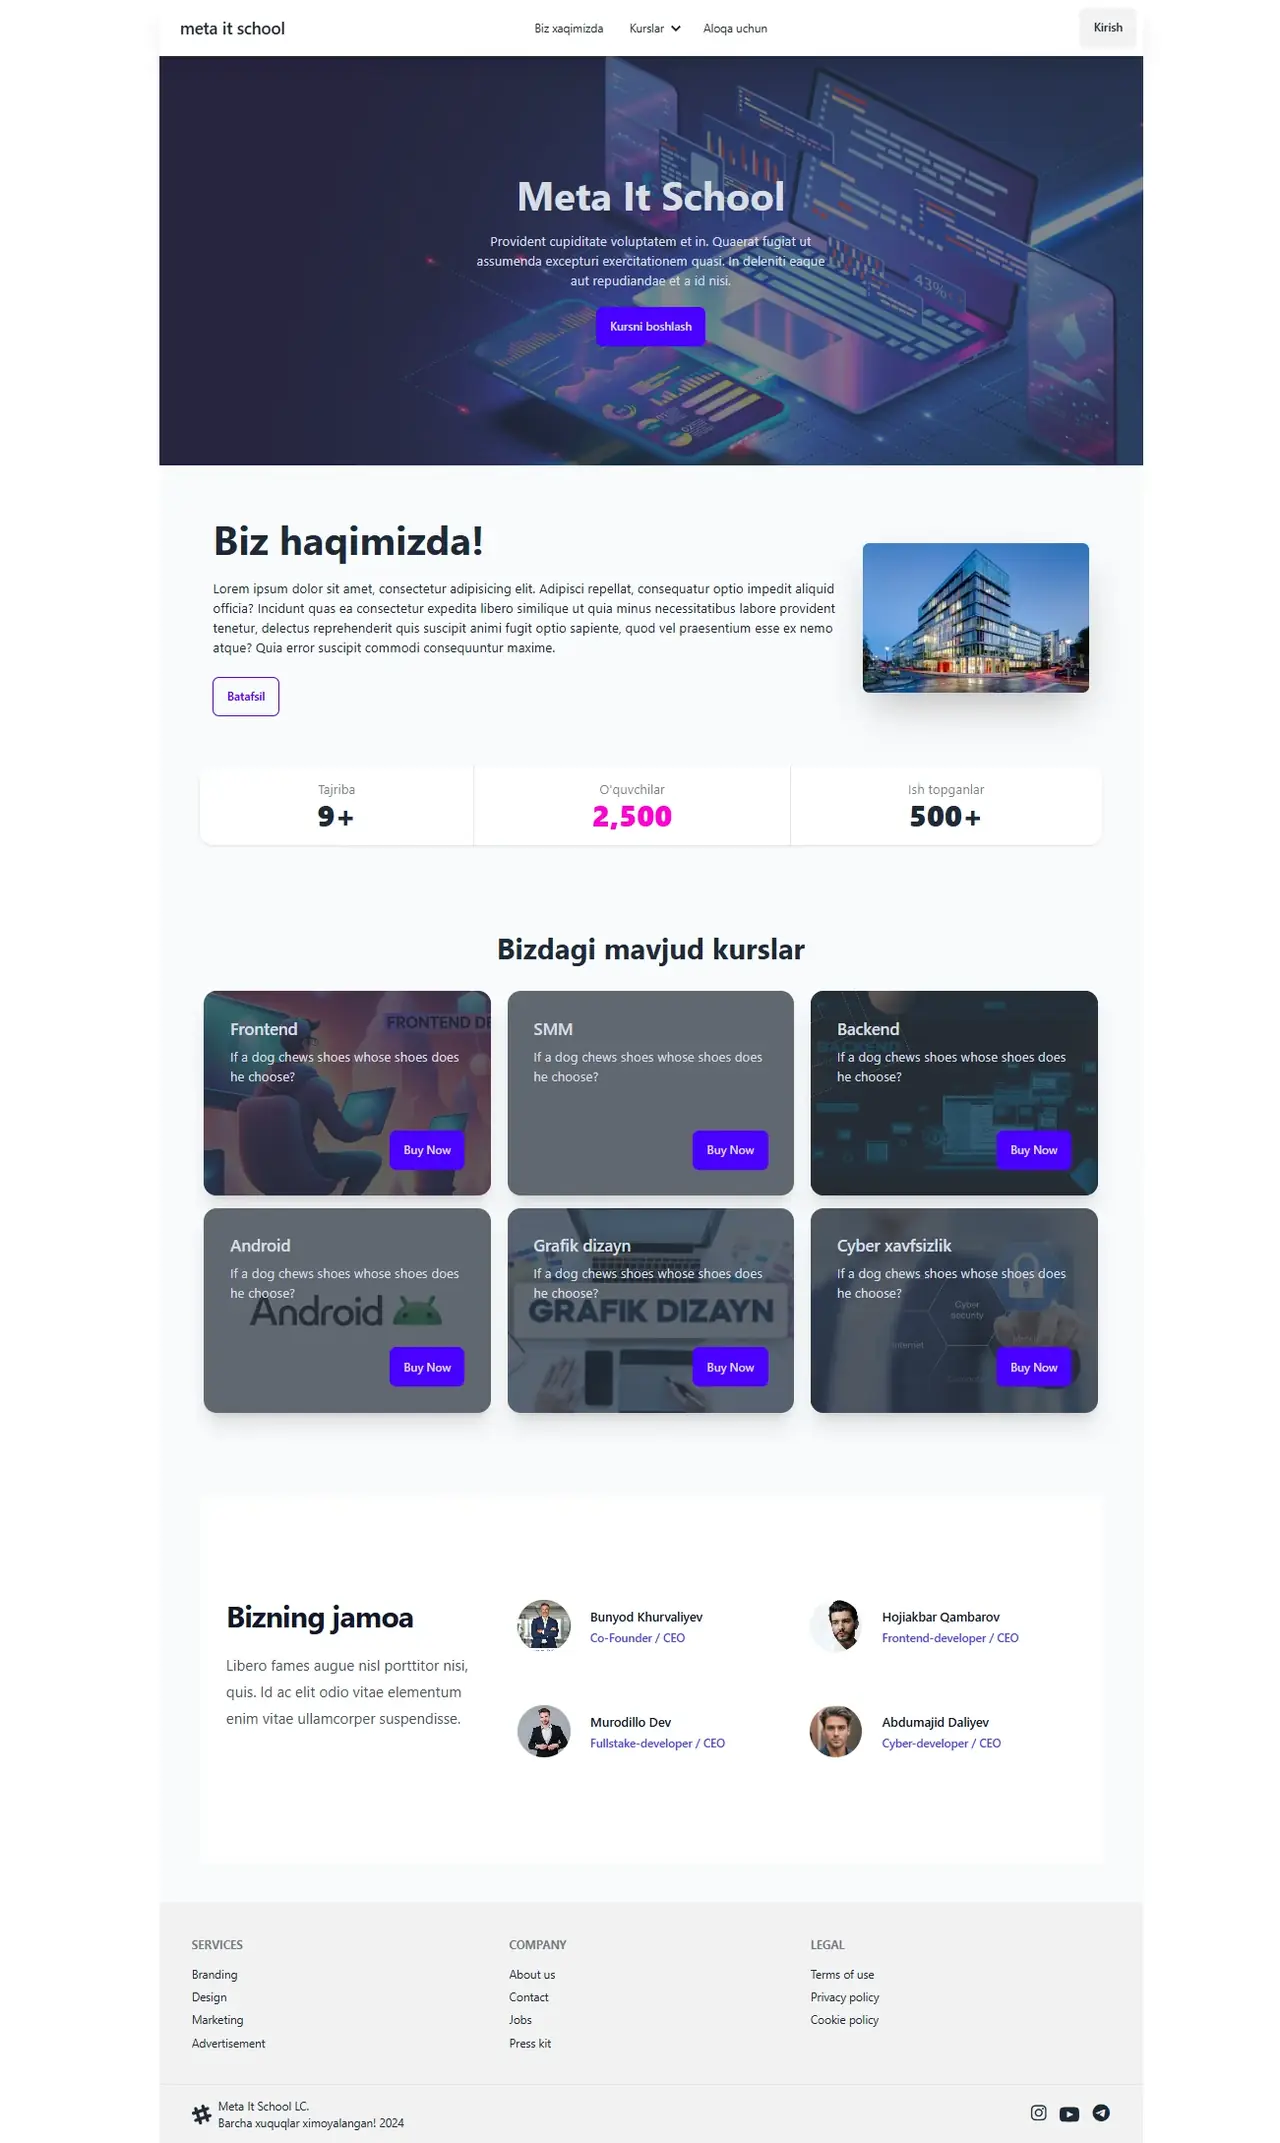 meta it school
Biz xaqimizda
Kurslar
Aloqa uchun
Kirish
Meta It School
Provident cupiditate voluptatem et in. Quaerat fugiat ut
assumenda excepturi exercitationem quasi. In deleniti eaque
aut repudiandae et a id nisi.
43%
Kursni boshlash
Biz haqimizda!
Lorem ipsum dolor sit amet, consectetur adipisicing elit. Adipisci repellat, consequatur optio impedit aliquid
officia? Incidunt quas ea consectetur expedita libero similique ut quia minus necessitatibus labore provident
tenetur, delectus reprehenderit quis suscipit animi fugit optio sapiente, quod vel praesentium esse ex nemo
atque? Quia error suscipit commodi consequuntur maxime.
Batafsil
Tajriba
9+
O'quvchilar
2,500
Ish topganlar
500+
Bizdagi mavjud kurslar
FRONTEND DE
Frontend
If a dog chews shoes whose shoes does
he choose?
Buy Now
SMM
If a dog chews shoes whose shoes does
he choose?
Buy Now
Backend
BACKEND
If a dog chews shoes whose shoes does
he choose?
Buy Now
Android
If a dog chews shoes whose shoes does
he choose?
Android
Buy Now
Grafik dizayn
If a dog chews shoes whose shoes does
he choose?
GRAFIK DIZAYN
Buy Now
Cyber xavfsizlik
If a dog chews shoes whose shoes does
he choose?
Cyber
security
Internet
Buy Now
Bizning jamoa
Libero fames augue nisl porttitor nisi,
quis. Id ac elit odio vitae elementum
enim vitae ullamcorper suspendisse.
Bunyod Khurvaliyev
Co-Founder / CEO
Hojiakbar Qambarov
Frontend-developer / CEO
Murodillo Dev
Fullstake-developer / CEO
Abdumajid Daliyev
Cyber-developer / CEO
SERVICES
Branding
Design
Marketing
Advertisement
COMPANY
About us
Contact
Jobs
Press kit
LEGAL
Terms of use
Privacy policy
Cookie policy
Meta It School LC.
Barcha xuquqlar ximoyalangan! 2024